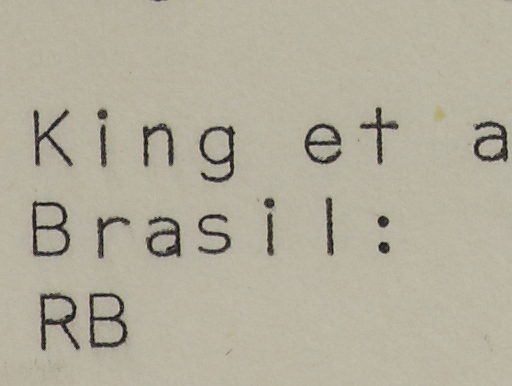 King et a
Brasil:
RB